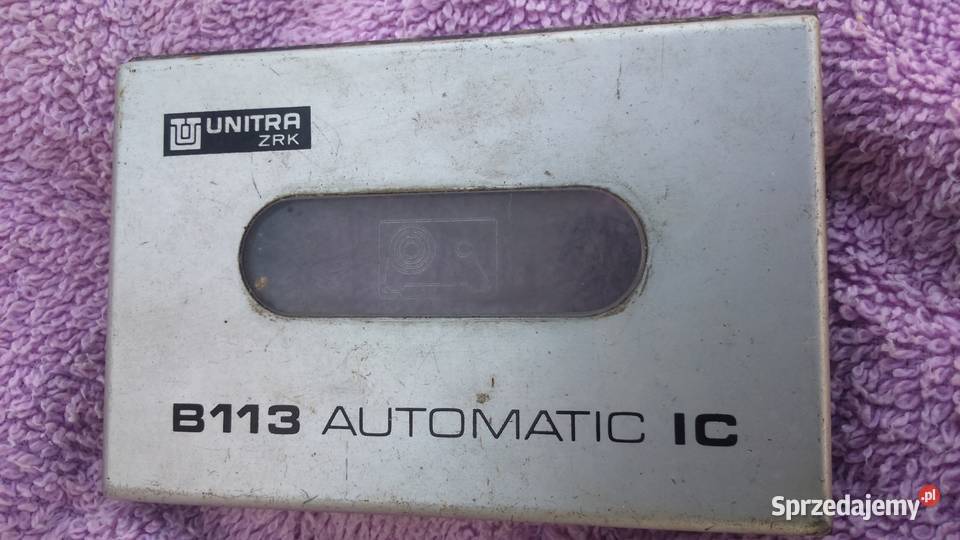 UNITRA
ZRK
B113 AUTOMATIC IC
Sprzedajemy.pl